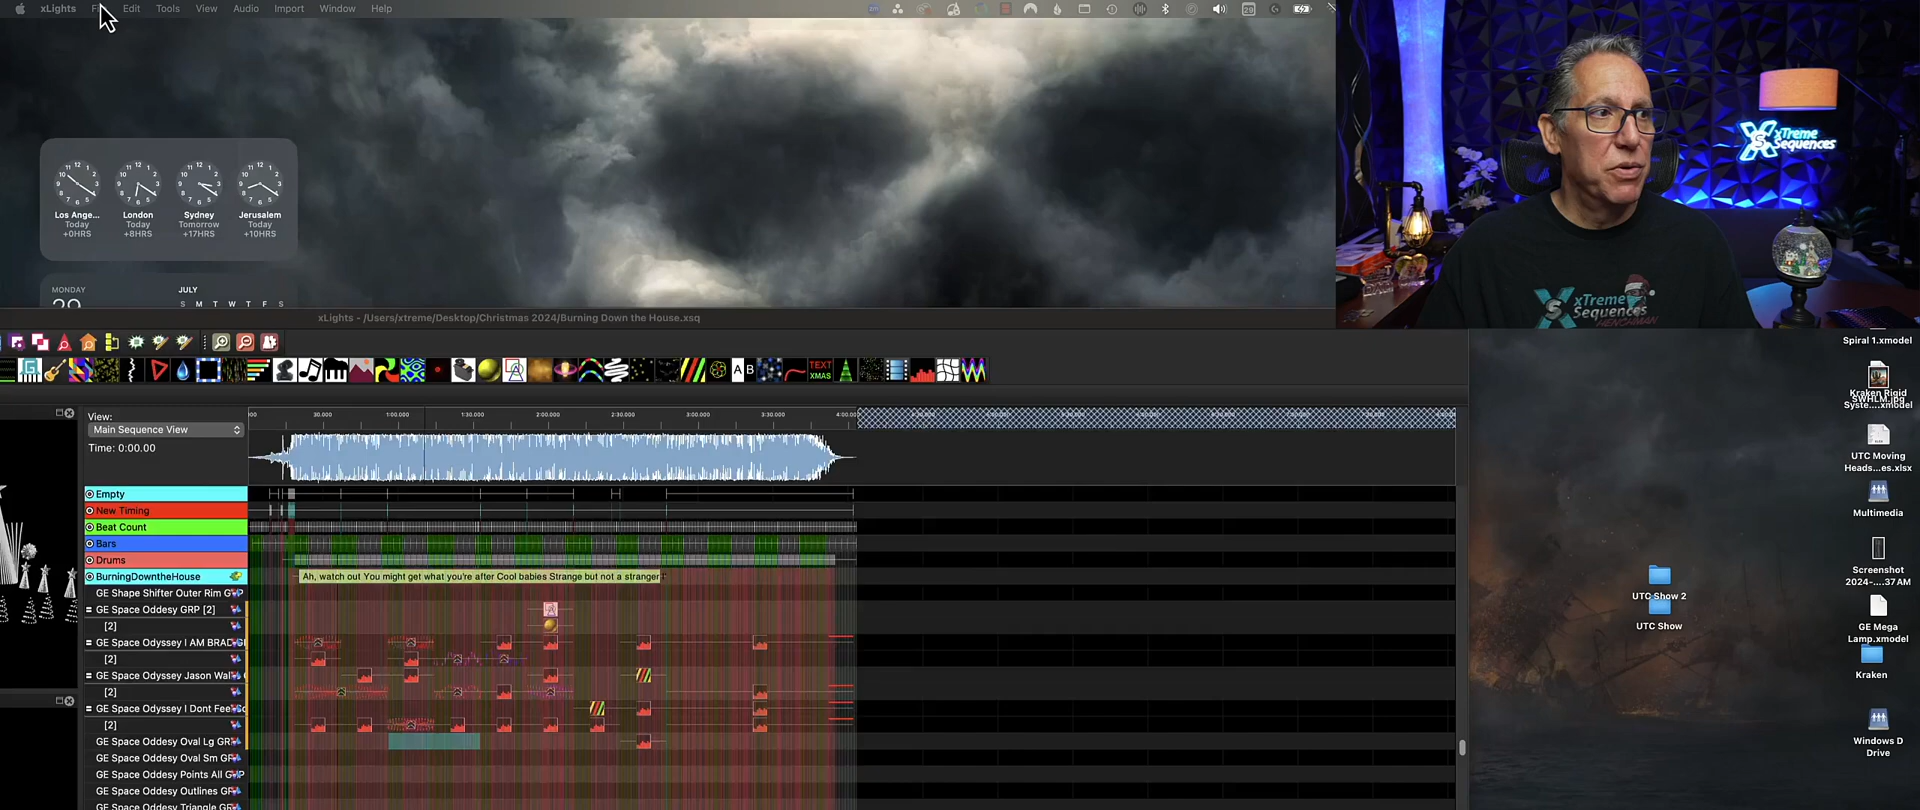 xLights Edit Tools View Audio Import Window Help
Los Ange... London Sydney Jerusalem
Today Today Tomorrow Today
+0HRS +8HRS +17HRS +10HRS
MONDAY JULY
S M T W T F S
xTreme
Sequences
xTreme
Sequences
HENCHMAN
xLights - /Users/xtreme/Desktop/Christmas 2024/Burning Down the House.xsq
TEXT
XMAS
A B
View:
Main Sequence View
Time: 0:00.00
30.000 1:00.000 1:30.000 2:00.000 2:30.000 3:00.000 3:30.000
Empty
New Timing
Beat Count
Bars
Drums
BurningDowntheHouse
Ah, watch out You might get what you're after Cool babies Strange but not a stranger
GE Shape Shifter Outer Rim
GE Space Oddesy GRP [2]
[2]
GE Space Odyssey I AM BRAD
[2]
GE Space Odyssey Jason Wal
[2]
GE Space Odyssey I Dont Fee
[2]
GE Space Oddesy Oval Lg
GE Space Oddesy Oval Sm
GE Space Oddesy Points All
GE Space Oddesy Outlines
GE Space Oddesy Triangle
Spiral 1.xmodel
Kraken Rigid
Syste....xmodel
UTC Moving
Heads...es.xlsx
Multimedia
Screenshot
2024-....37 AM
GE Mega
Lamp.xmodel
Kraken
Windows D
Drive
UTC Show 2
UTC Show